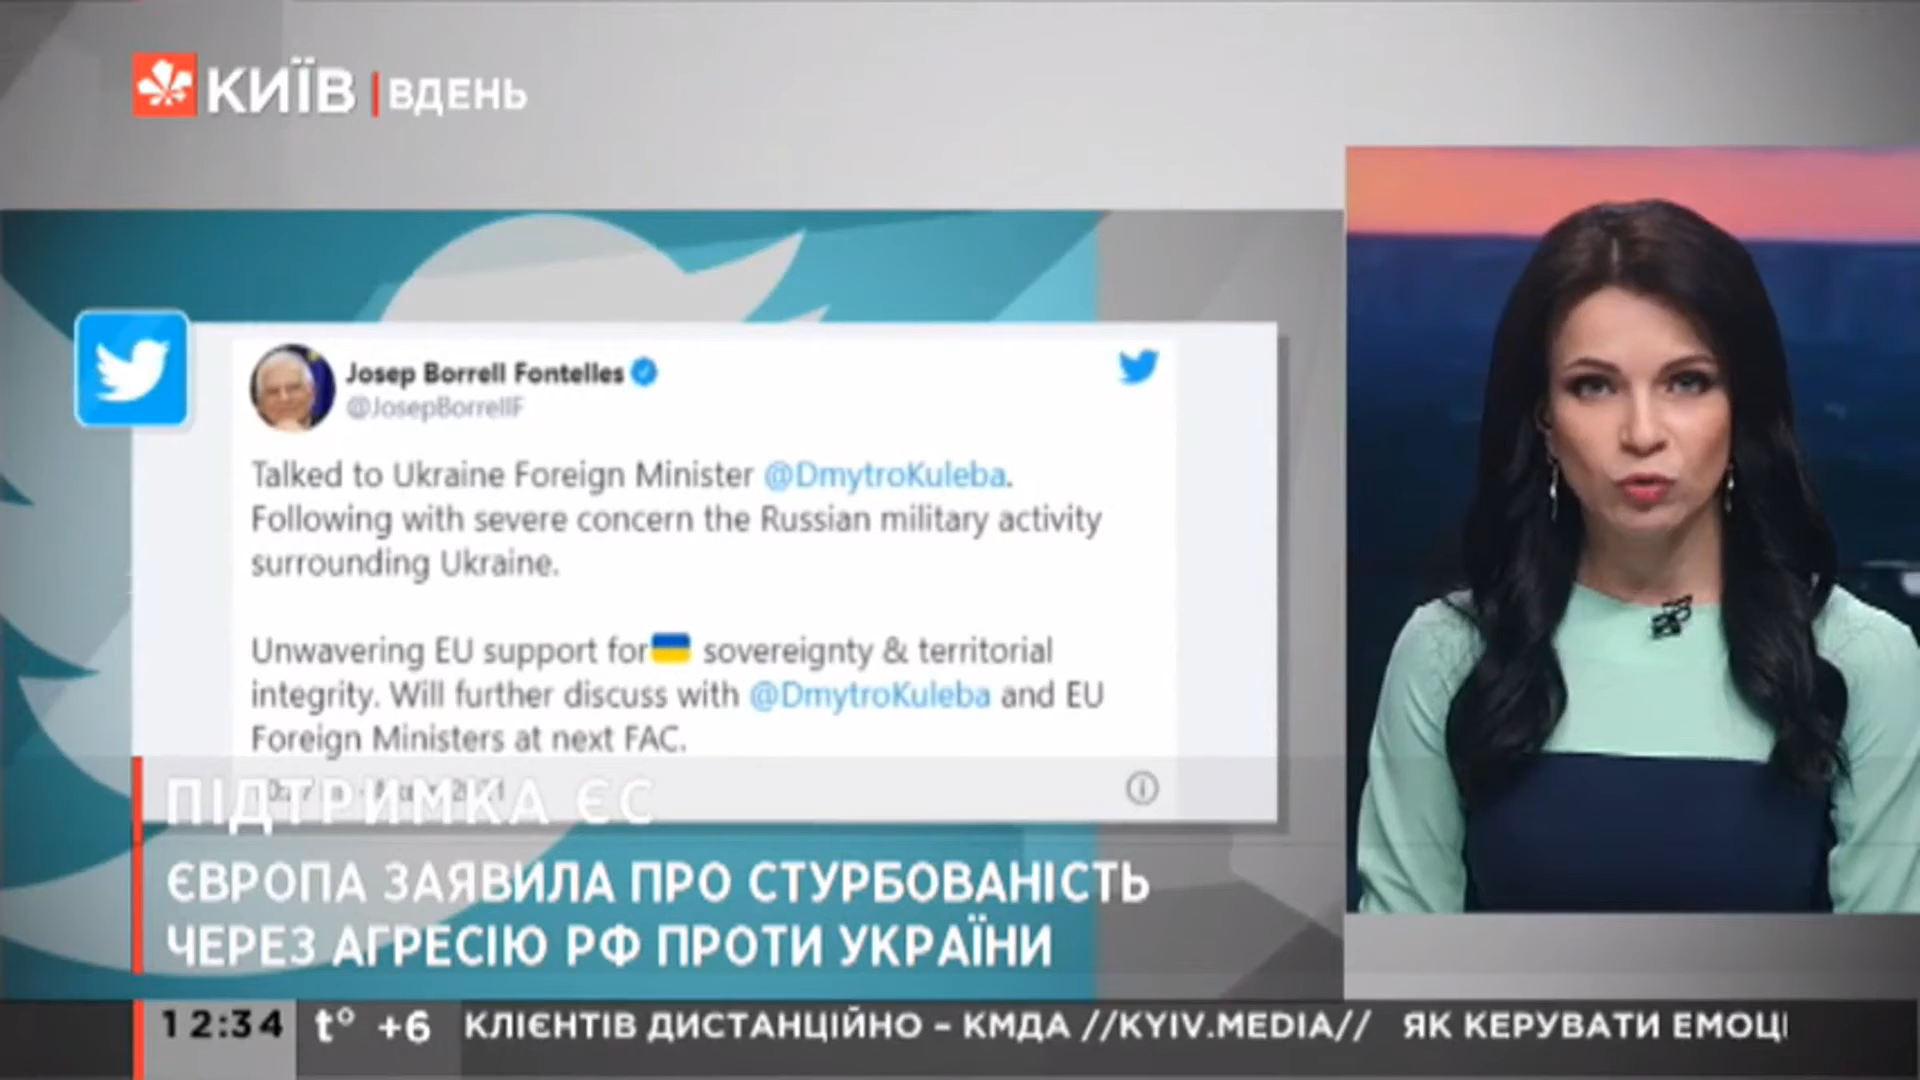 КИЇВ | ВДЕНЬ
Josep Borrell Fontelles
@JosepBorrellF
Talked to Ukraine Foreign Minister @DmytroKuleba.
Following with severe concern the Russian military activity
surrounding Ukraine.
Unwavering EU support for🇺🇦 sovereignty & territorial
integrity. Will further discuss with @DmytroKuleba and EU
Foreign Ministers at next FAC.
ПІДТРИМКА ЄС
ЄВРОПА ЗАЯВИЛА ПРО СТУРБОВАНІСТЬ
ЧЕРЕЗ АГРЕСІЮ РФ ПРОТИ УКРАЇНИ
12:34 t° +6 КЛІЄНТІВ ДИСТАНЦІЙНО – КМДА //KYIV.MEDIA// ЯК КЕРУВАТИ ЕМОЦІ